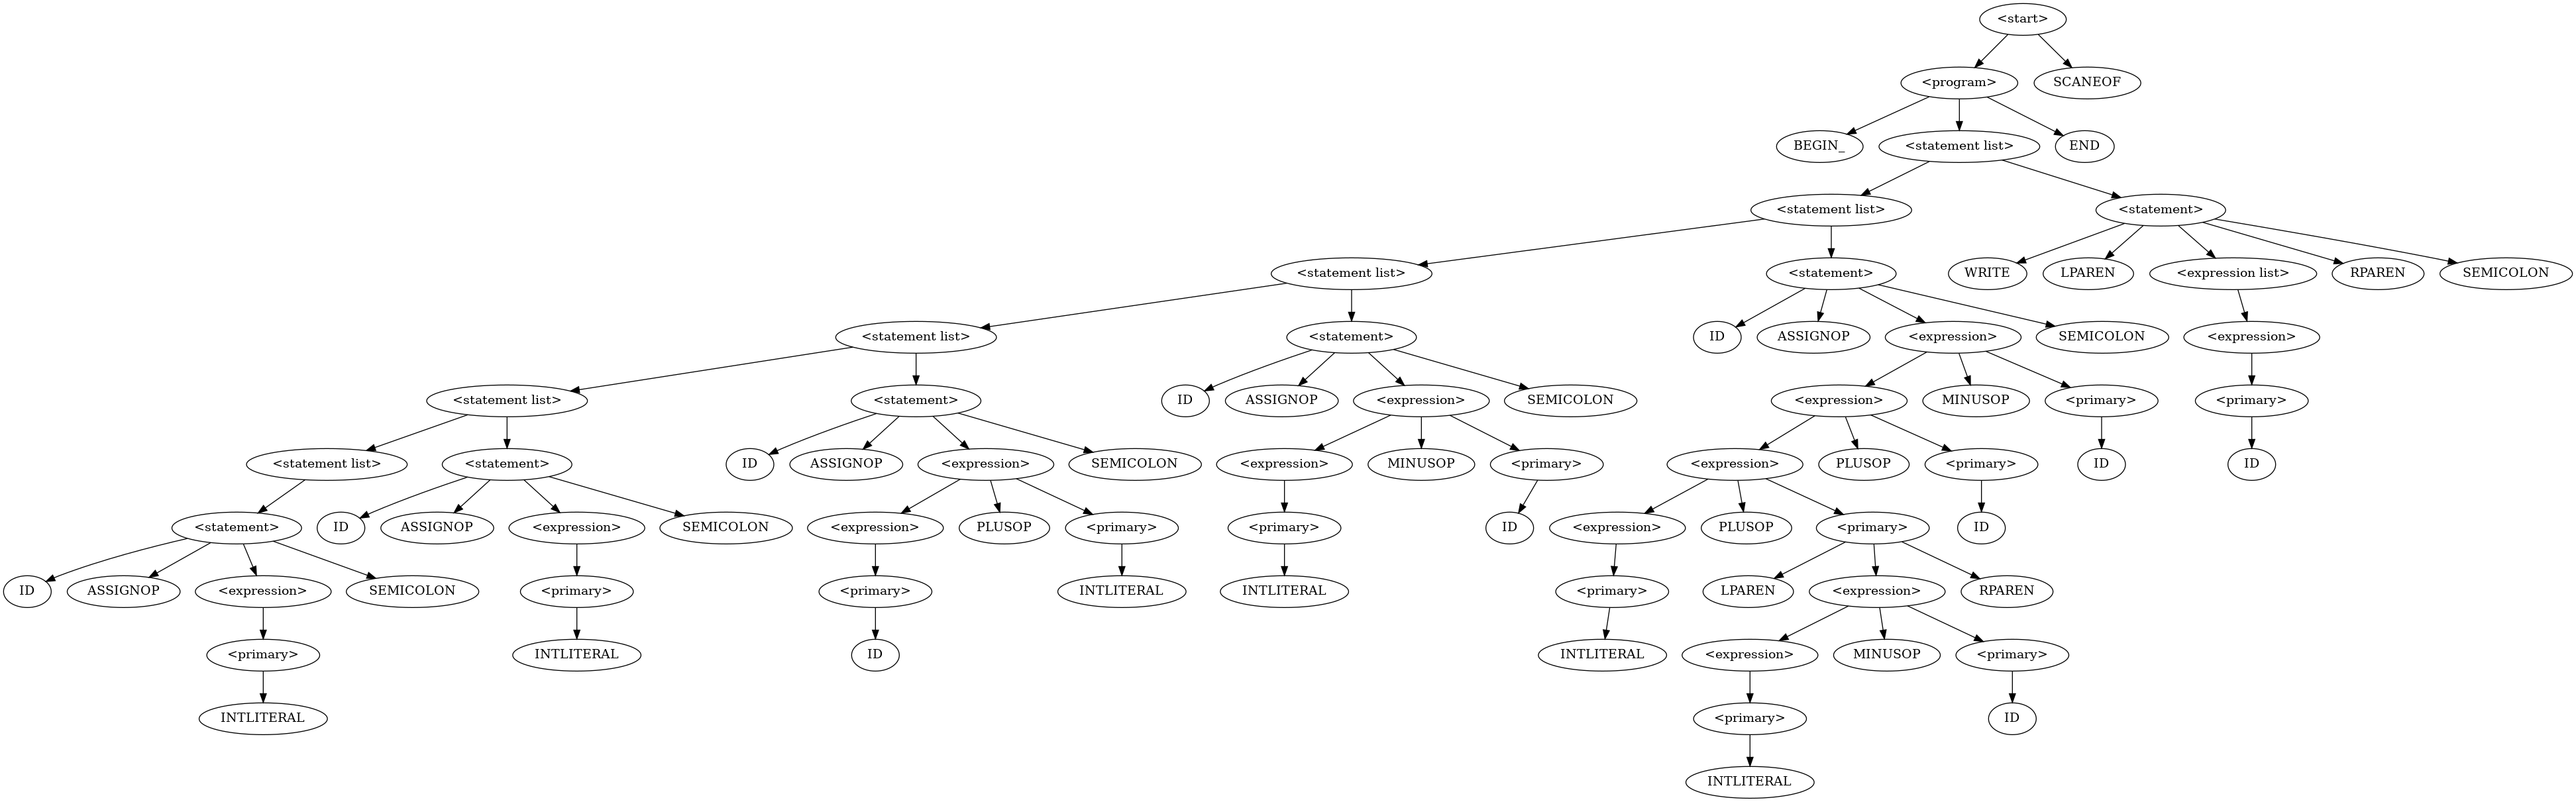 <start>
<program> SCANEOF
BEGIN_ <statement list> END
<statement list> <statement>
<statement list> <statement> WRITE LPAREN <expression list> RPAREN SEMICOLON
<statement list> <statement> ID ASSIGNOP <expression> SEMICOLON <expression>
<statement list> <statement> ID ASSIGNOP <expression> SEMICOLON <expression> MINUSOP <primary> <primary>
<statement list> <statement> ID ASSIGNOP <expression> SEMICOLON <expression> MINUSOP <primary> <expression> PLUSOP <primary> ID ID
<statement> ID ASSIGNOP <expression> SEMICOLON <expression> PLUSOP <primary> <primary> ID <expression> PLUSOP <primary> ID
ID ASSIGNOP <expression> SEMICOLON <primary> <primary> INTLITERAL INTLITERAL <primary> LPAREN <expression> RPAREN
<primary> INTLITERAL ID INTLITERAL <expression> MINUSOP <primary>
INTLITERAL <primary> ID
INTLITERAL